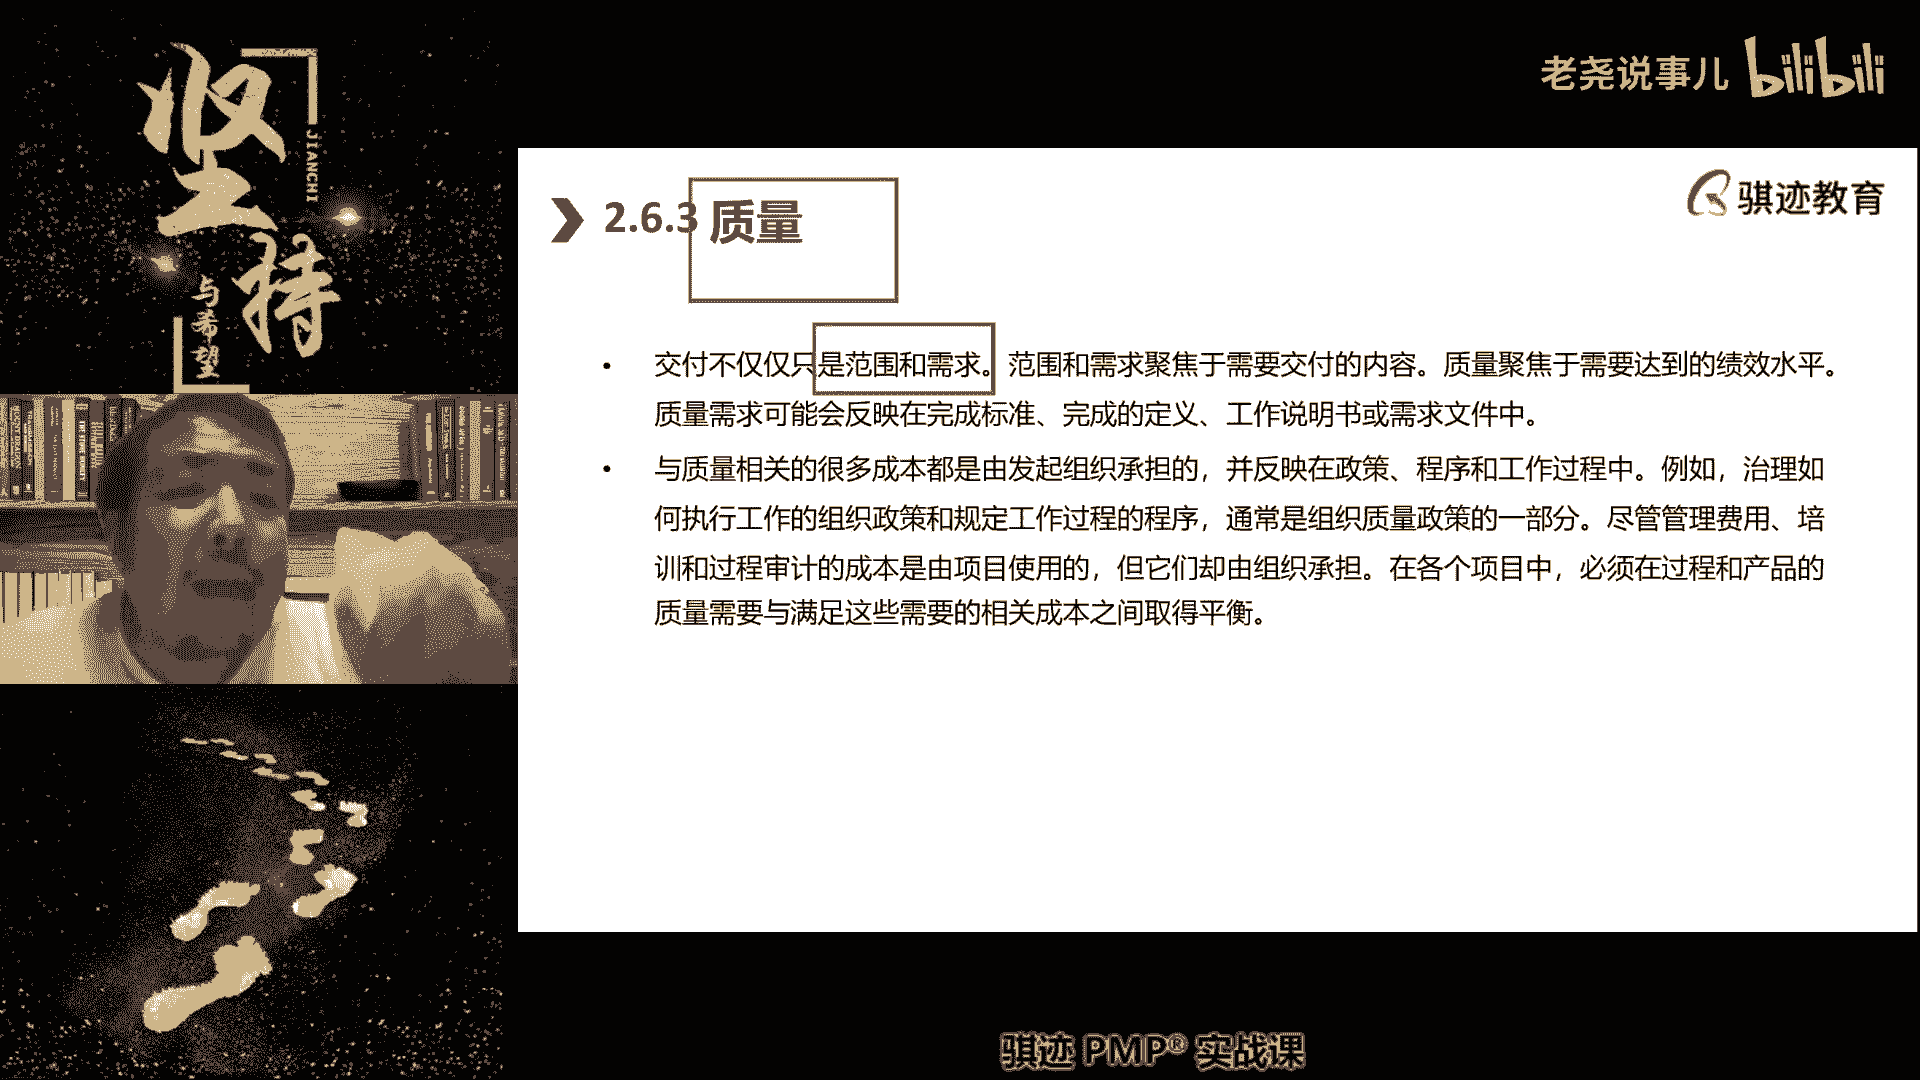 坚持
JIANCHI
与希望
老尧说事儿 bilibili
骐迹教育
2.6.3 质量
• 交付不仅仅只是范围和需求。范围和需求聚焦于需要交付的内容。质量聚焦于需要达到的绩效水平。
质量需求可能会反映在完成标准、完成的定义、工作说明书或需求文件中。
• 与质量相关的很多成本都是由发起组织承担的，并反映在政策、程序和工作过程中。例如，治理如
何执行工作的组织政策和规定工作过程的程序，通常是组织质量政策的一部分。尽管管理费用、培
训和过程审计的成本是由项目使用的，但它们却由组织承担。在各个项目中，必须在过程和产品的
质量需要与满足这些需要的相关成本之间取得平衡。
骐迹 PMP® 实战课